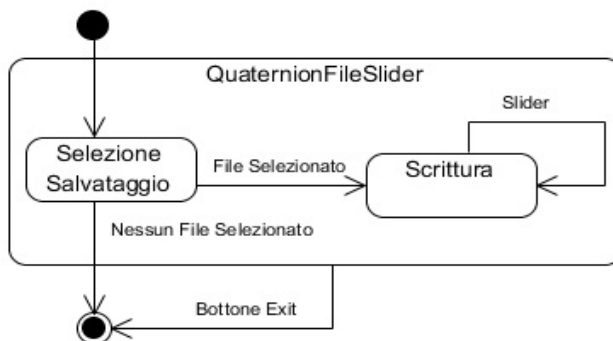 QuaternionFileSlider
Slider
Selezione
Salvataggio
File Selezionato
Scrittura
Nessun File Selezionato
Bottone Exit